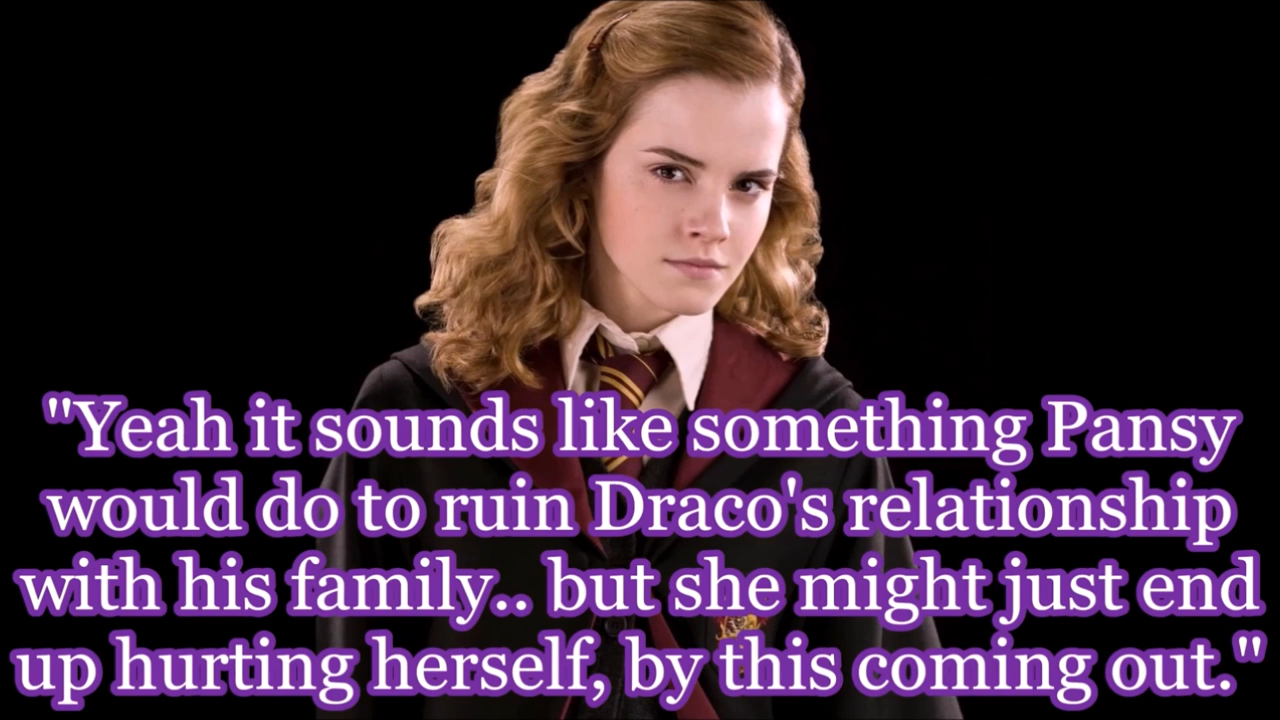 "Yeah it sounds like something Pansy
would do to ruin Draco's relationship
with his family.. but she might just end
up hurting herself, by this coming out."